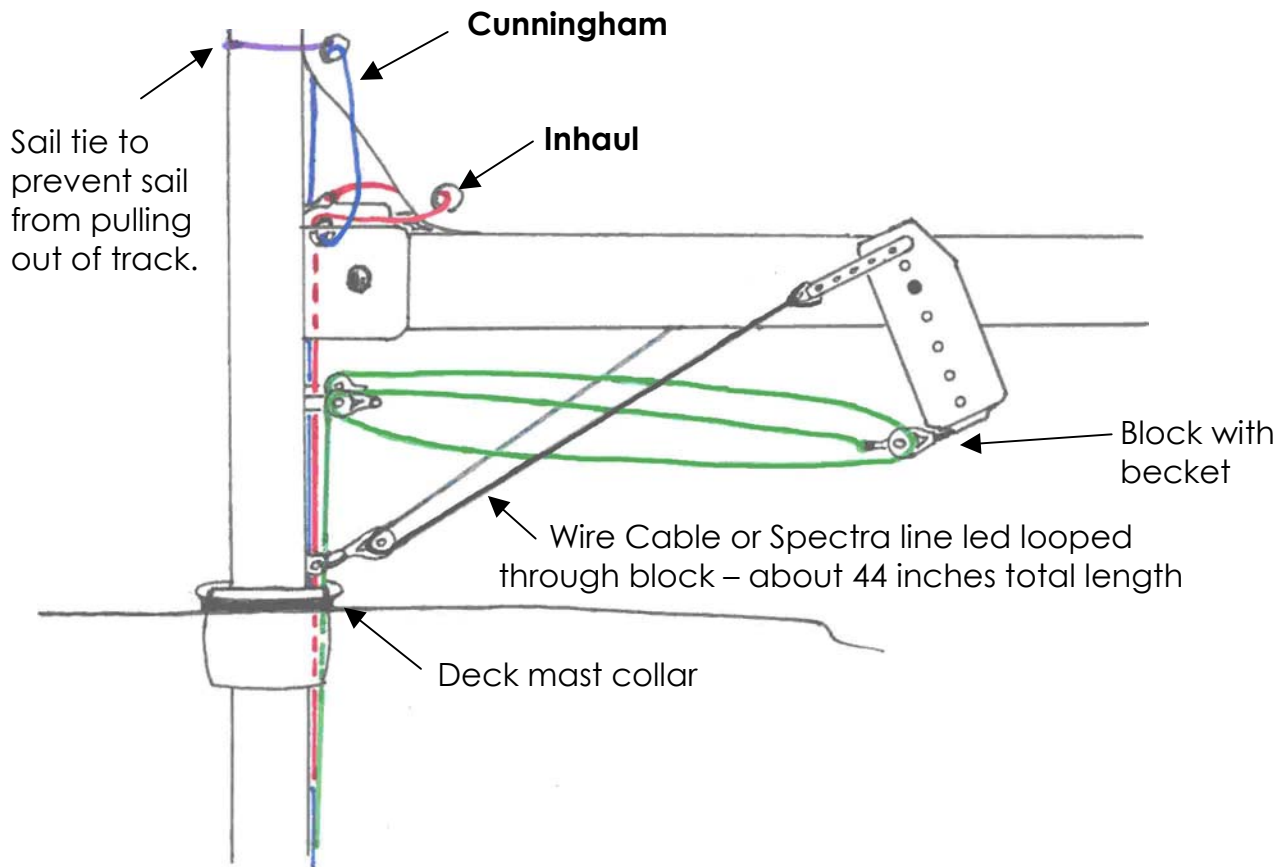 Cunningham
Inhaul
Sail tie to
prevent sail
from pulling
out of track.
Block with
becket
Wire Cable or Spectra line led looped
through block – about 44 inches total length
Deck mast collar